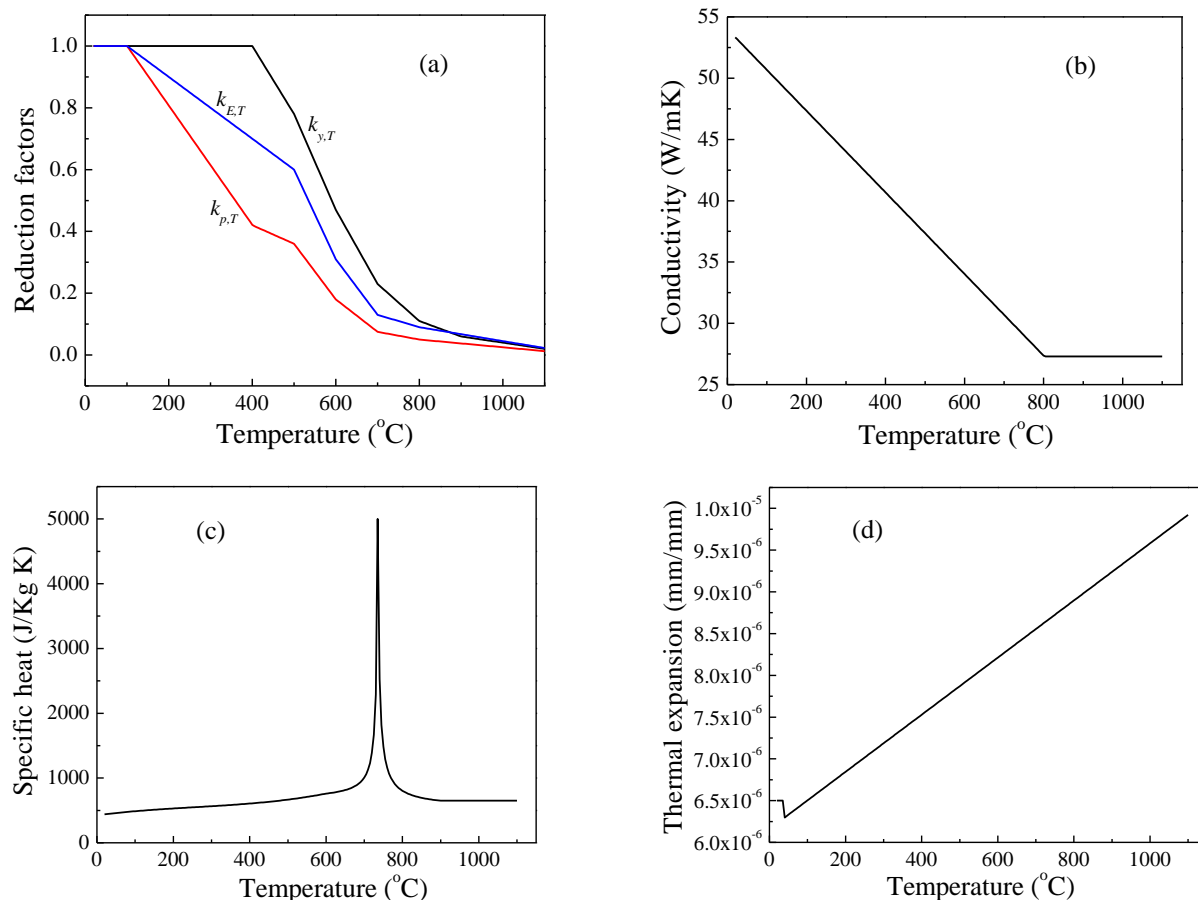 (a)
Reduction factors
1.0
0.8
0.6
0.4
0.2
0.0
k_{E,T}
k_{y,T}
k_{p,T}
0 200 400 600 800 1000
Temperature (°C)
(b)
Conductivity (W/mK)
55
50
45
40
35
30
25
0 200 400 600 800 1000
Temperature (°C)
(c)
Specific heat (J/Kg K)
5000
4000
3000
2000
1000
0
0 200 400 600 800 1000
Temperature (°C)
(d)
Thermal expansion (mm/mm)
1.0x10⁻⁵
9.5x10⁻⁶
9.0x10⁻⁶
8.5x10⁻⁶
8.0x10⁻⁶
7.5x10⁻⁶
7.0x10⁻⁶
6.5x10⁻⁶
6.0x10⁻⁶
0 200 400 600 800 1000
Temperature (°C)